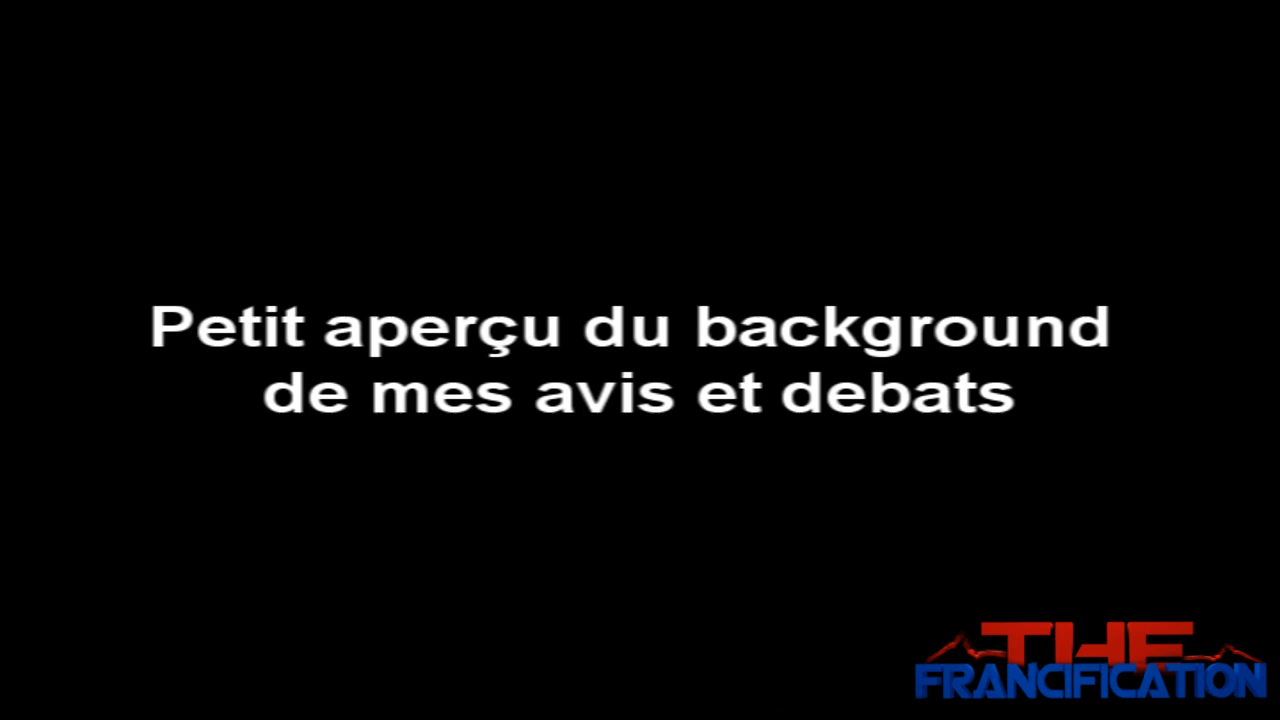 Petit aperçu du background
de mes avis et debats
THE
FRANCIFICATION